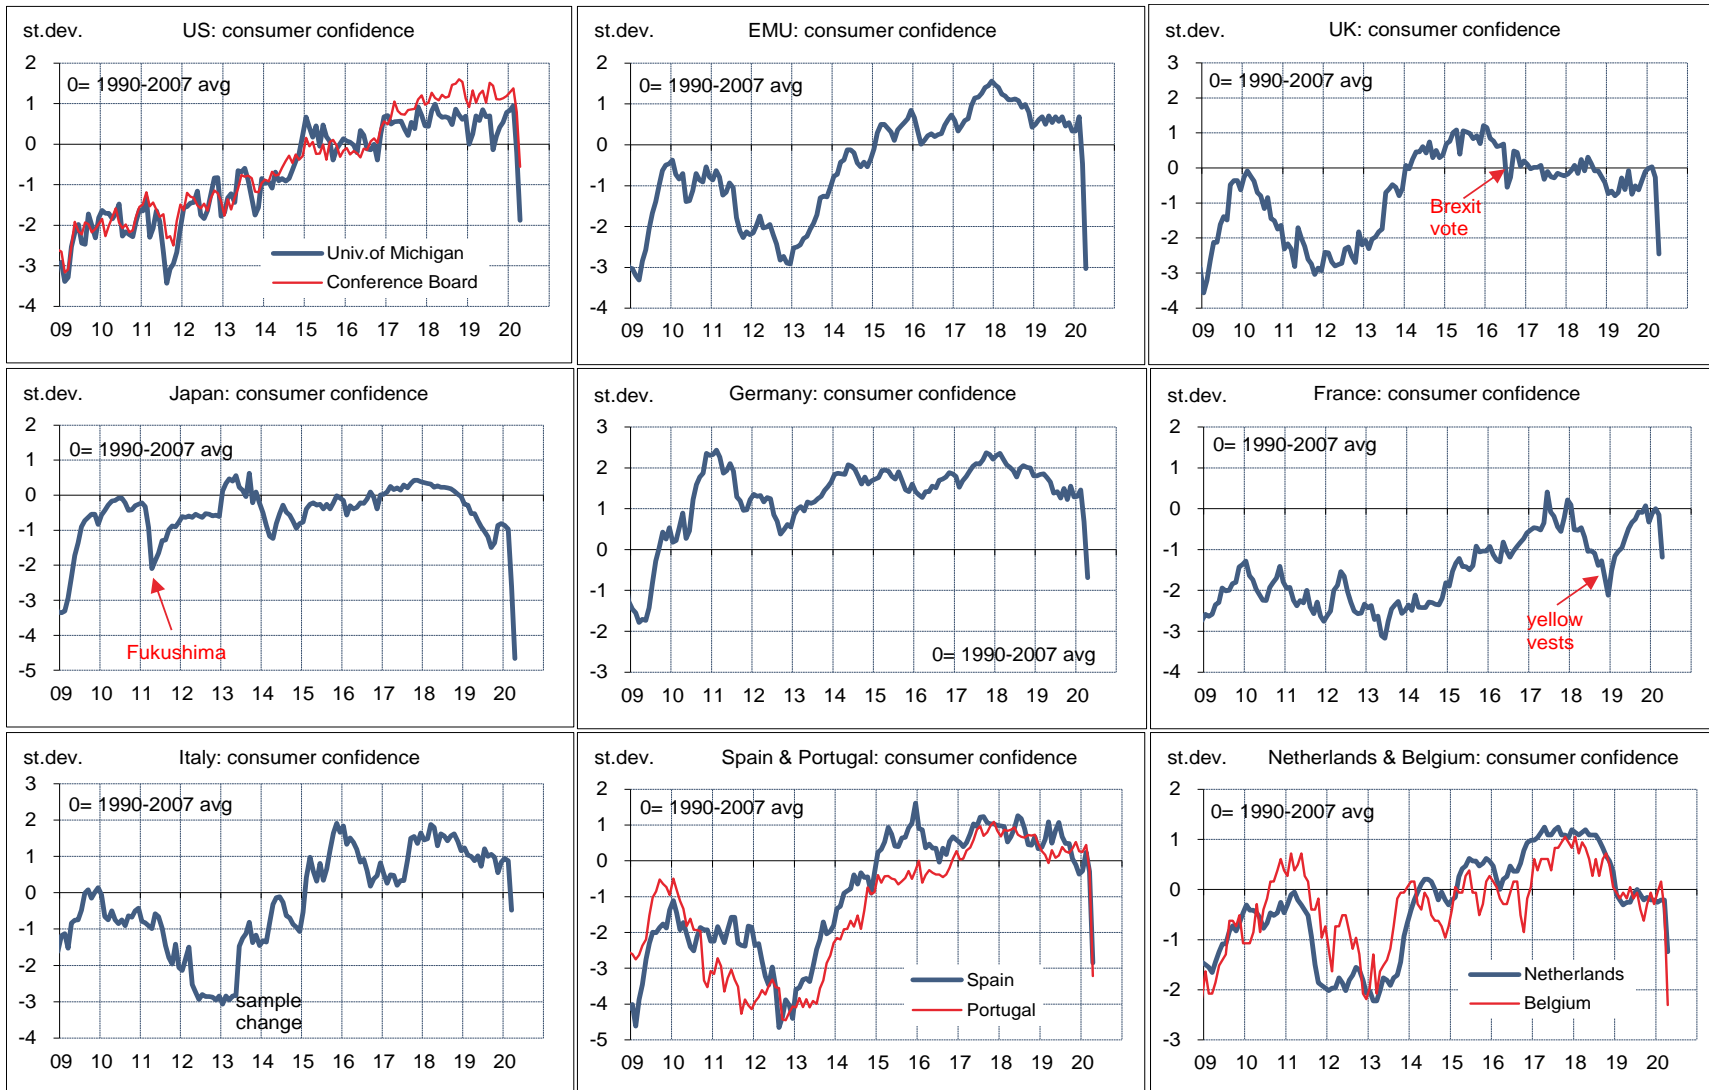 st.dev.
US: consumer confidence
0= 1990-2007 avg
2
1
0
-1
-2
-3
-4
Univ.of Michigan
Conference Board
09 10 11 12 13 14 15 16 17 18 19 20
st.dev.
EMU: consumer confidence
0= 1990-2007 avg
2
1
0
-1
-2
-3
-4
09 10 11 12 13 14 15 16 17 18 19 20
st.dev.
UK: consumer confidence
0= 1990-2007 avg
3
2
1
0
-1
-2
-3
-4
Brexit
vote
09 10 11 12 13 14 15 16 17 18 19 20
st.dev.
Japan: consumer confidence
0= 1990-2007 avg
2
1
0
-1
-2
-3
-4
-5
Fukushima
09 10 11 12 13 14 15 16 17 18 19 20
st.dev.
Germany: consumer confidence
3
2
1
0
-1
-2
-3
0= 1990-2007 avg
09 10 11 12 13 14 15 16 17 18 19 20
st.dev.
France: consumer confidence
0= 1990-2007 avg
2
1
0
-1
-2
-3
-4
yellow
vests
09 10 11 12 13 14 15 16 17 18 19 20
st.dev.
Italy: consumer confidence
0= 1990-2007 avg
3
2
1
0
-1
-2
-3
-4
sample
change
09 10 11 12 13 14 15 16 17 18 19 20
st.dev.
Spain & Portugal: consumer confidence
0= 1990-2007 avg
2
1
0
-1
-2
-3
-4
-5
Spain
Portugal
09 10 11 12 13 14 15 16 17 18 19 20
st.dev.
Netherlands & Belgium: consumer confidence
0= 1990-2007 avg
2
1
0
-1
-2
-3
Netherlands
Belgium
09 10 11 12 13 14 15 16 17 18 19 20